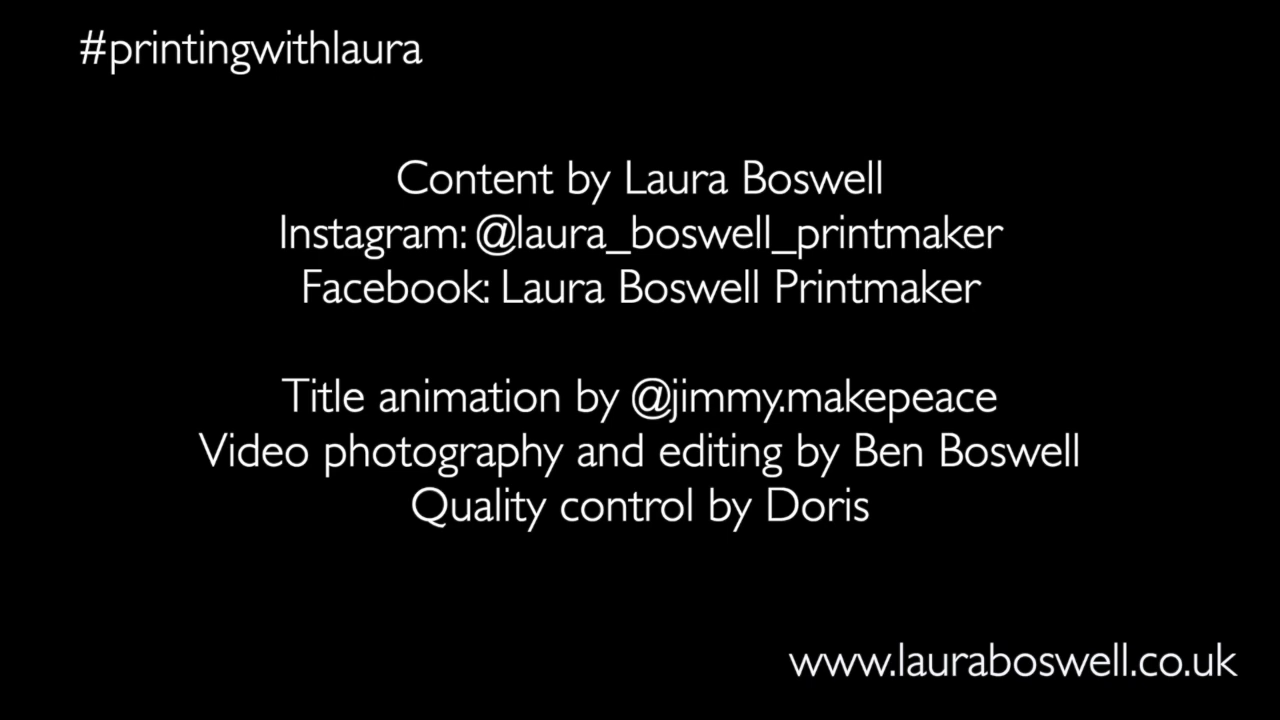 #printingwithlaura
Content by Laura Boswell
Instagram: @laura_boswell_printmaker
Facebook: Laura Boswell Printmaker
Title animation by @jimmy.makepeace
Video photography and editing by Ben Boswell
Quality control by Doris
www.lauraboswell.co.uk